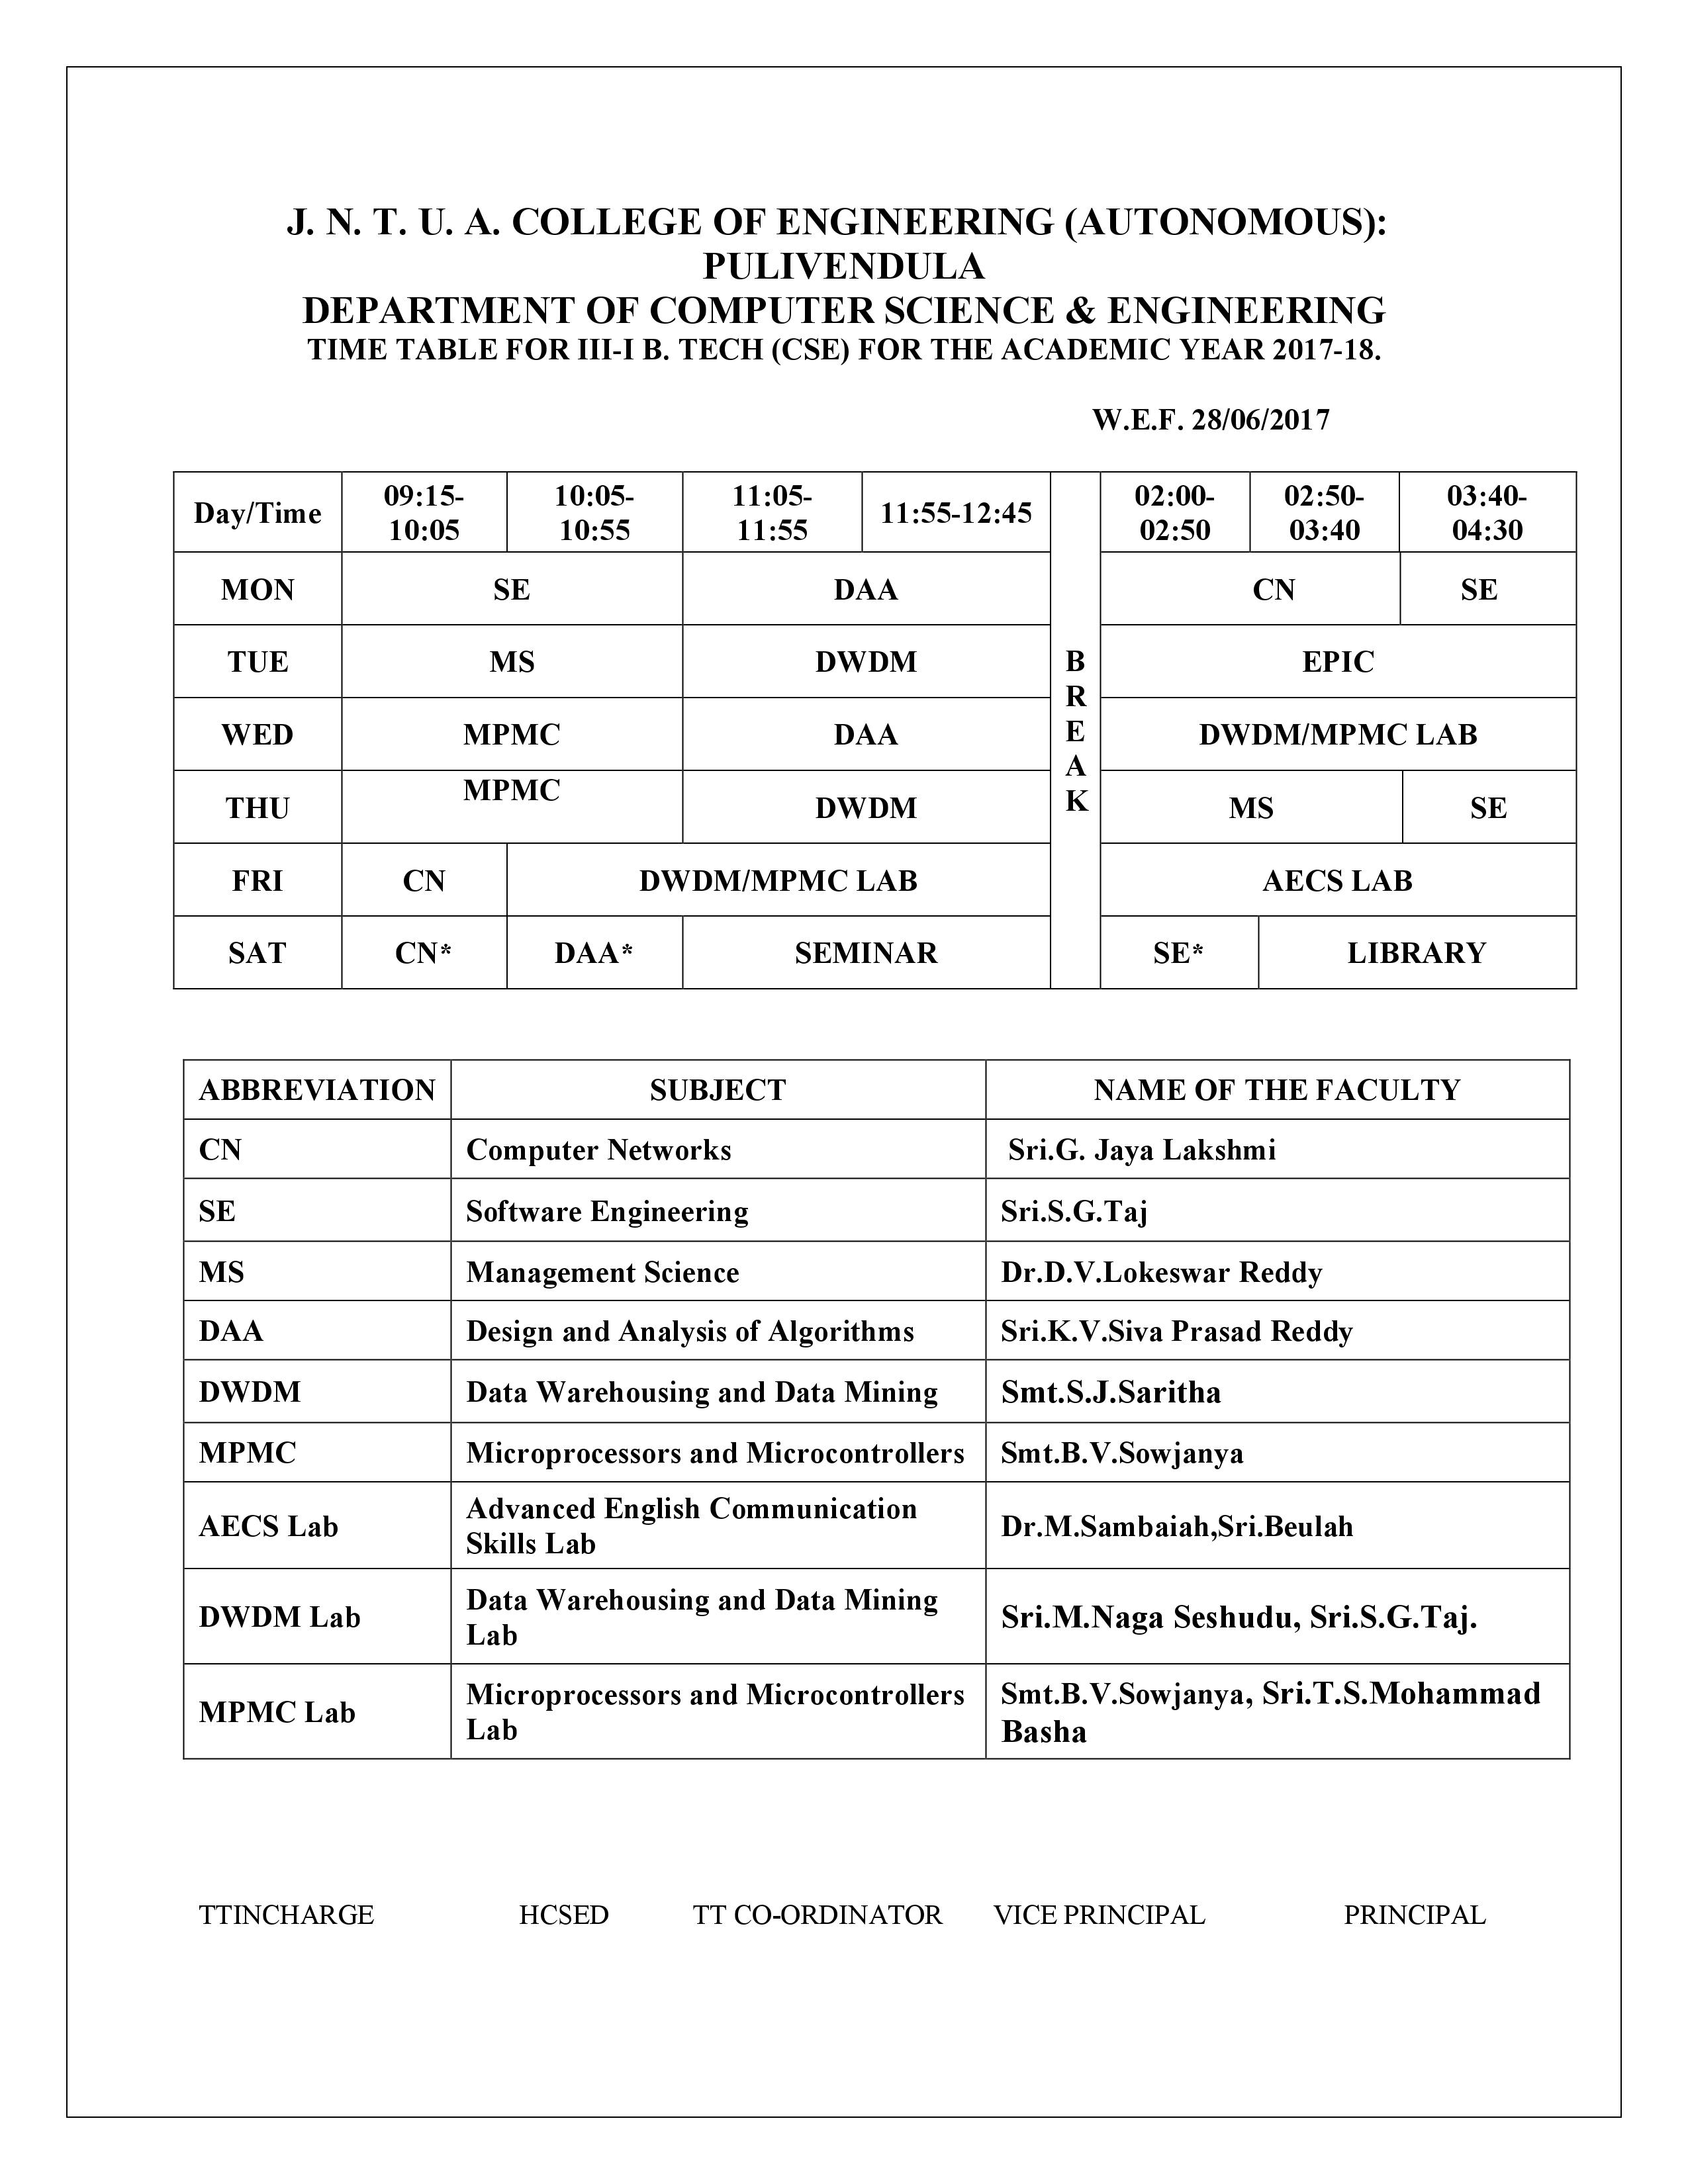 J. N. T. U. A. COLLEGE OF ENGINEERING (AUTONOMOUS):
PULIVENDULA
DEPARTMENT OF COMPUTER SCIENCE & ENGINEERING
TIME TABLE FOR III-I B. TECH (CSE) FOR THE ACADEMIC YEAR 2017-18.
W.E.F. 28/06/2017
Day/Time 09:15-10:05 10:05-10:55 11:05-11:55 11:55-12:45 BREAK 02:00-02:50 02:50-03:40 03:40-04:30
MON SE DAA CN SE
TUE MS DWDM EPIC
WED MPMC DAA DWDM/MPMC LAB
THU MPMC DWDM MS SE
FRI CN DWDM/MPMC LAB AECS LAB
SAT CN* DAA* SEMINAR SE* LIBRARY
ABBREVIATION SUBJECT NAME OF THE FACULTY
CN Computer Networks Sri.G. Jaya Lakshmi
SE Software Engineering Sri.S.G.Taj
MS Management Science Dr.D.V.Lokeswar Reddy
DAA Design and Analysis of Algorithms Sri.K.V.Siva Prasad Reddy
DWDM Data Warehousing and Data Mining Smt.S.J.Saritha
MPMC Microprocessors and Microcontrollers Smt.B.V.Sowjanya
AECS Lab Advanced English Communication Skills Lab Dr.M.Sambaiah,Sri.Beulah
DWDM Lab Data Warehousing and Data Mining Lab Sri.M.Naga Seshudu, Sri.S.G.Taj.
MPMC Lab Microprocessors and Microcontrollers Lab Smt.B.V.Sowjanya, Sri.T.S.Mohammad Basha
TTINCHARGE HCSED TT CO-ORDINATOR VICE PRINCIPAL PRINCIPAL